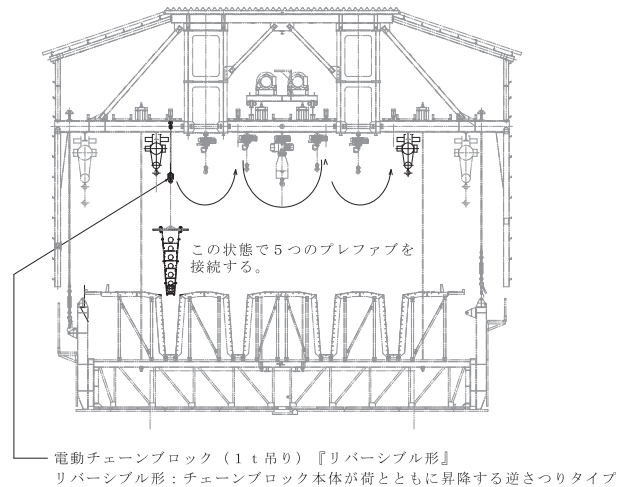 この状態で５つのプレファブを
接続する。
電動チェーンブロック（１ｔ吊り）『リバーシブル形』
リバーシブル形：チェーンブロック本体が荷とともに昇降する逆さつりタイプ